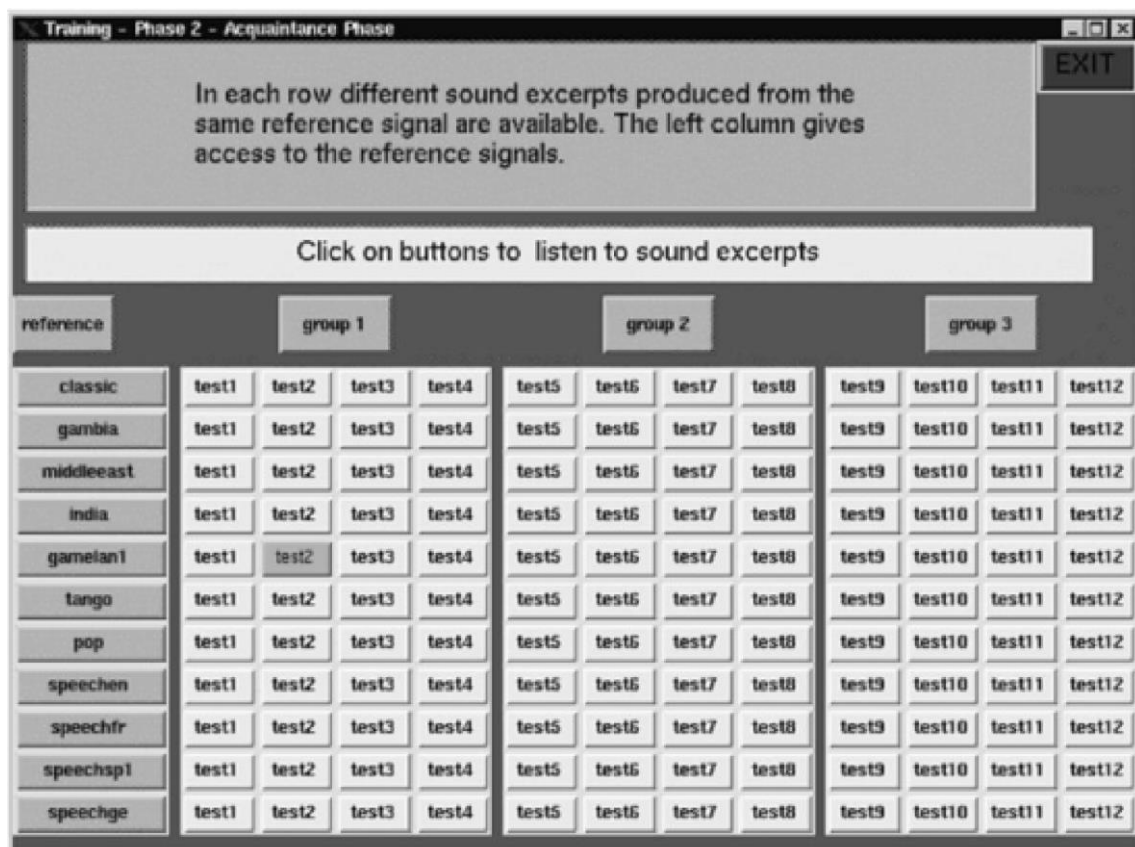 Training - Phase 2 - Acquaintance Phase
EXIT
In each row different sound excerpts produced from the
same reference signal are available. The left column gives
access to the reference signals.
Click on buttons to listen to sound excerpts
reference group 1 group 2 group 3
classic test1 test2 test3 test4 test5 test6 test7 test8 test9 test10 test11 test12
gambia test1 test2 test3 test4 test5 test6 test7 test8 test9 test10 test11 test12
middleeast test1 test2 test3 test4 test5 test6 test7 test8 test9 test10 test11 test12
india test1 test2 test3 test4 test5 test6 test7 test8 test9 test10 test11 test12
gamelan1 test1 test2 test3 test4 test5 test6 test7 test8 test9 test10 test11 test12
tango test1 test2 test3 test4 test5 test6 test7 test8 test9 test10 test11 test12
pop test1 test2 test3 test4 test5 test6 test7 test8 test9 test10 test11 test12
speechen test1 test2 test3 test4 test5 test6 test7 test8 test9 test10 test11 test12
speechfr test1 test2 test3 test4 test5 test6 test7 test8 test9 test10 test11 test12
speechsp1 test1 test2 test3 test4 test5 test6 test7 test8 test9 test10 test11 test12
speechge test1 test2 test3 test4 test5 test6 test7 test8 test9 test10 test11 test12